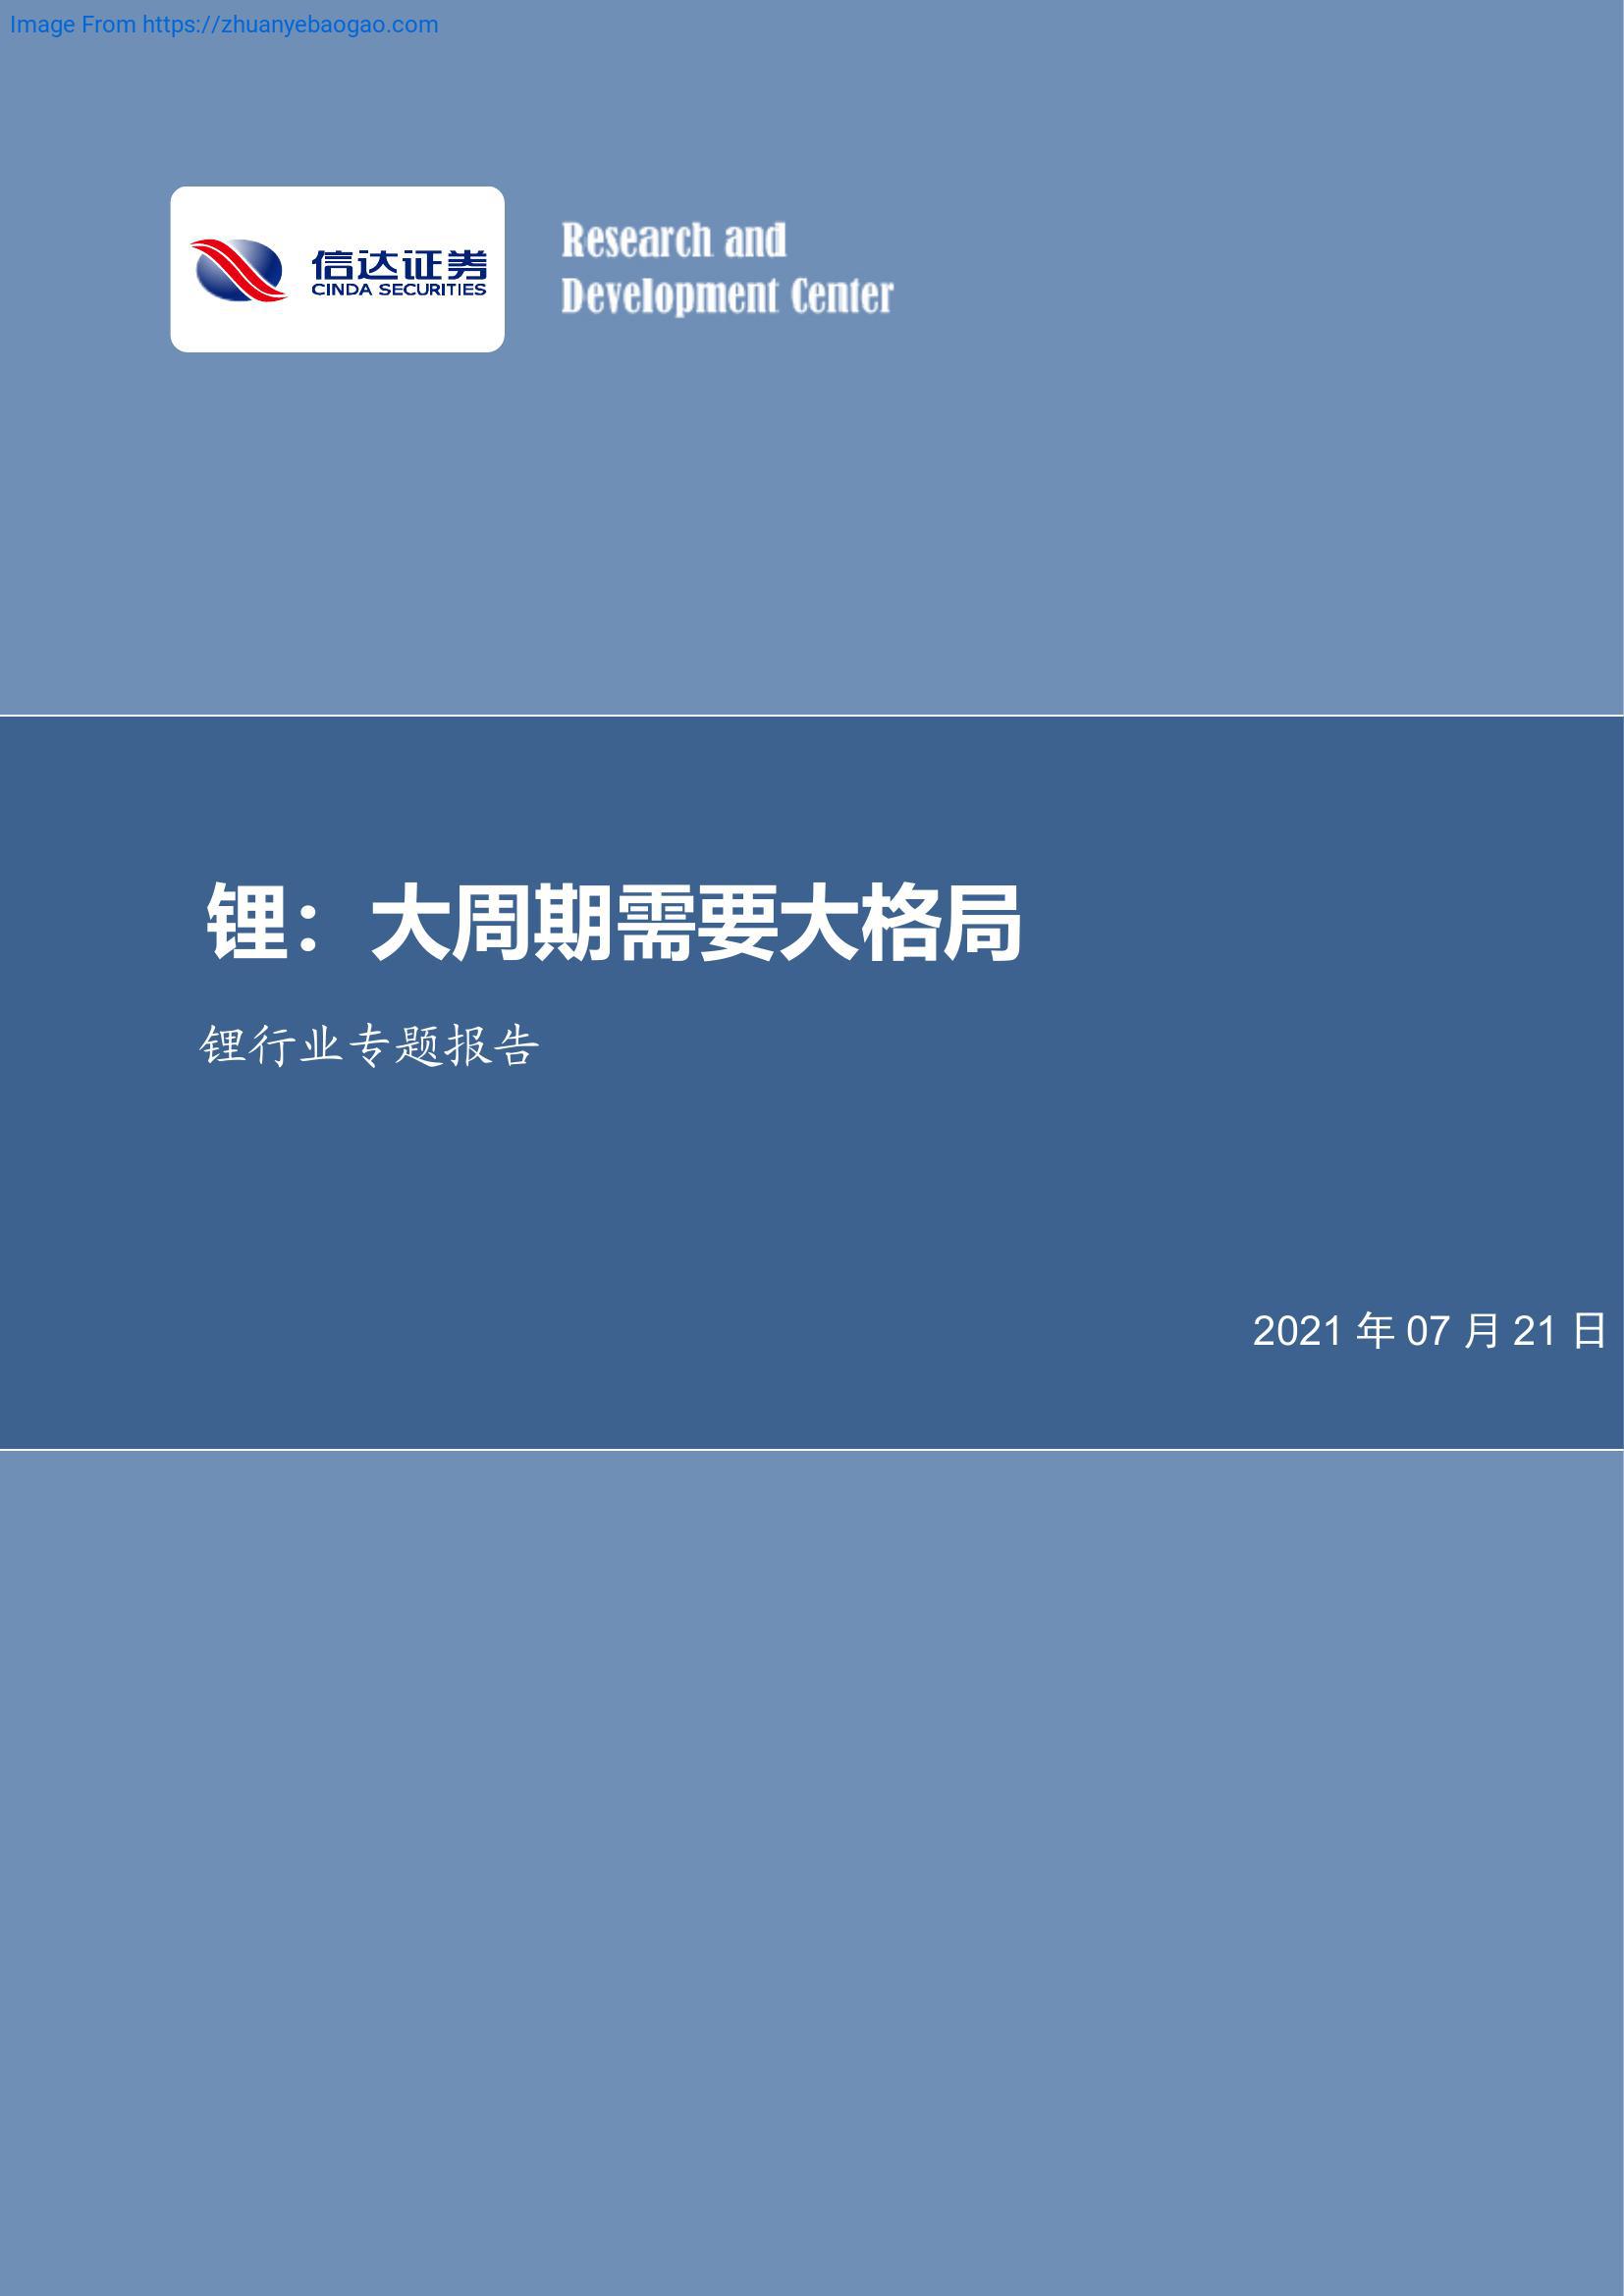 Image From https://zhuanyebaogao.com
信达证券
CINDA SECURITIES
Research and
Development Center
锂：大周期需要大格局
锂行业专题报告
2021 年 07 月 21 日